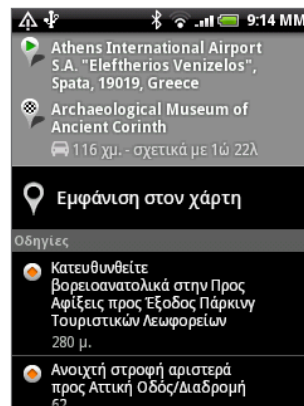 9:14 ΜΜ
Athens International Airport
S.A. "Eleftherios Venizelos",
Spata, 19019, Greece
Archaeological Museum of
Ancient Corinth
116 χμ. - σχετικά με 1ώ 22λ
Εμφάνιση στον χάρτη
Οδηγίες
Κατευθυνθείτε
βορειοανατολικά στην Προς
Αφίξεις προς Έξοδος Πάρκινγ
Τουριστικών Λεωφορείων
280 μ.
Ανοιχτή στροφή αριστερά
προς Αττική Οδός/Διαδρομή
62